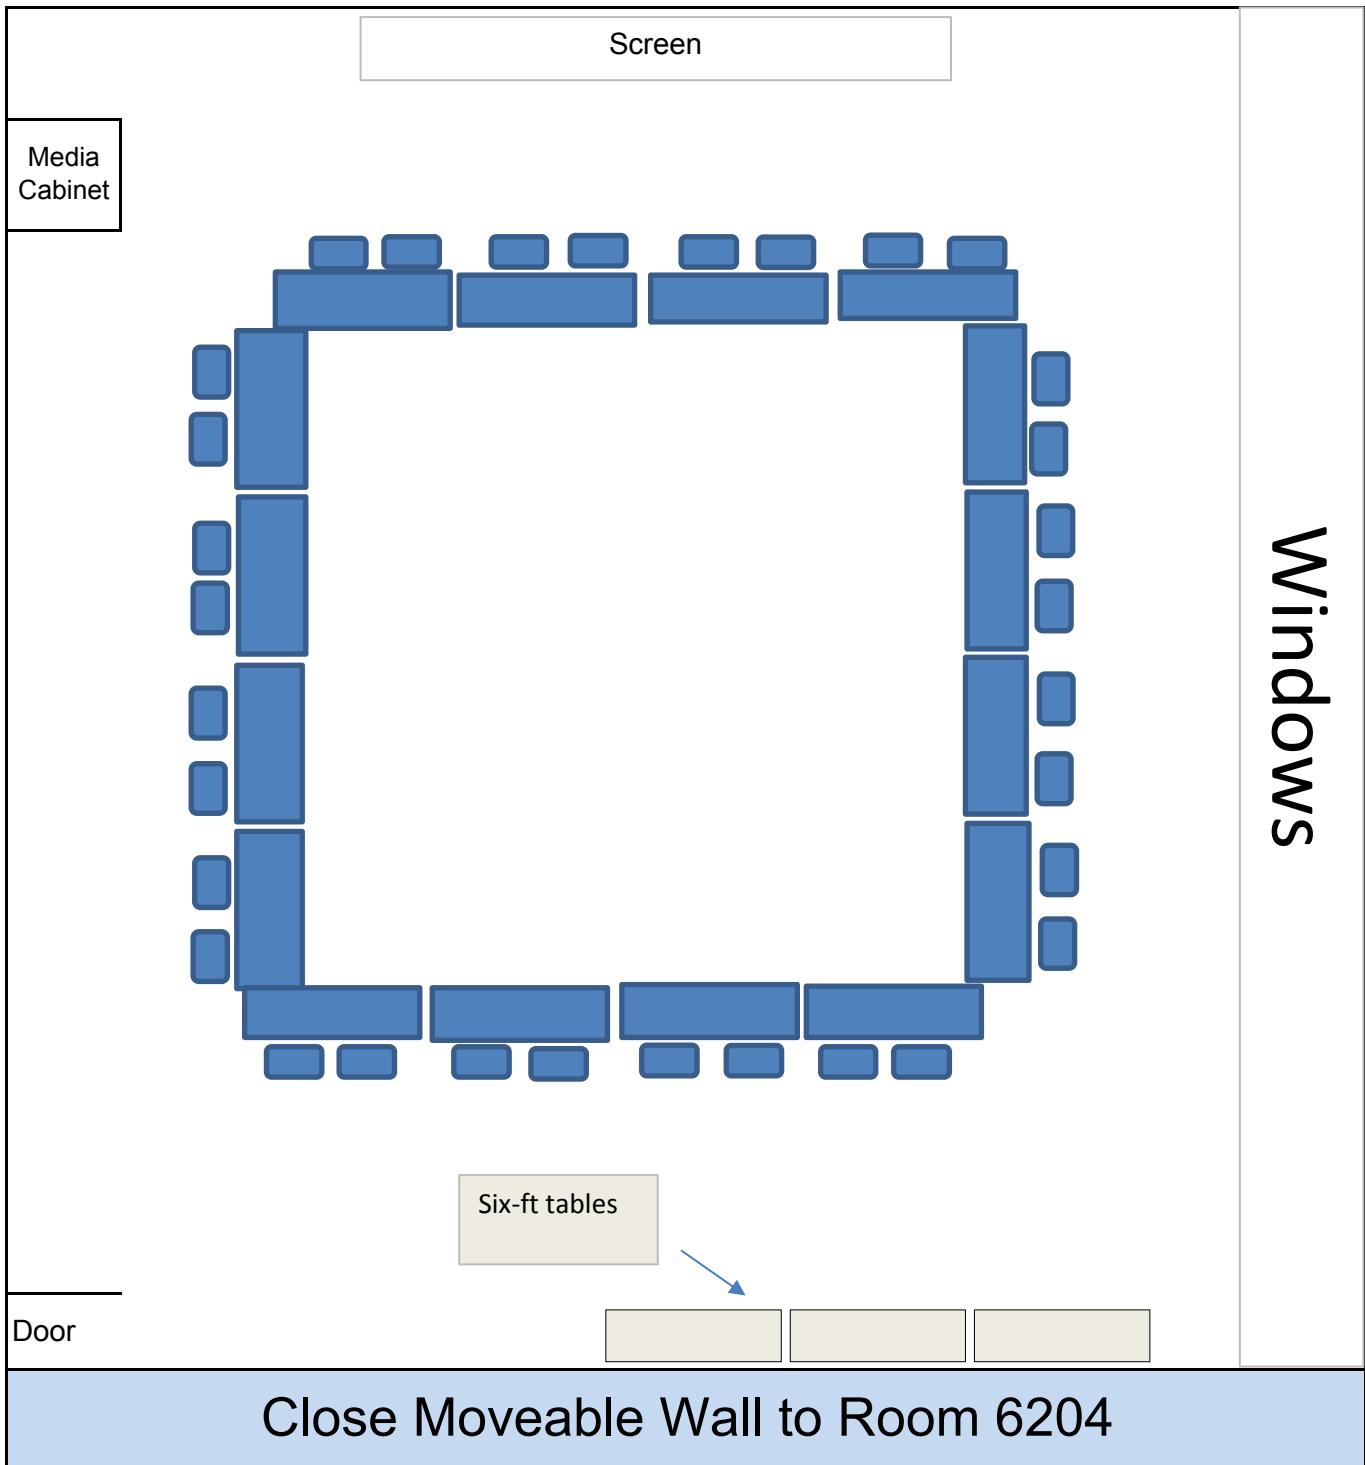 Screen
Media
Cabinet
Windows
Six-ft tables
Door
Close Moveable Wall to Room 6204